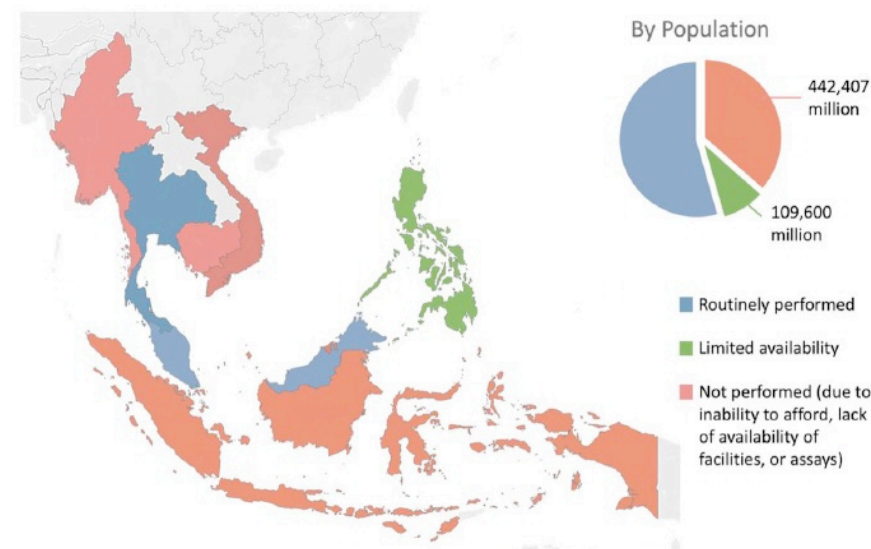 By Population
442,407
million
109,600
million
Routinely performed
Limited availability
Not performed (due to
inability to afford, lack
of availability of
facilities, or assays)